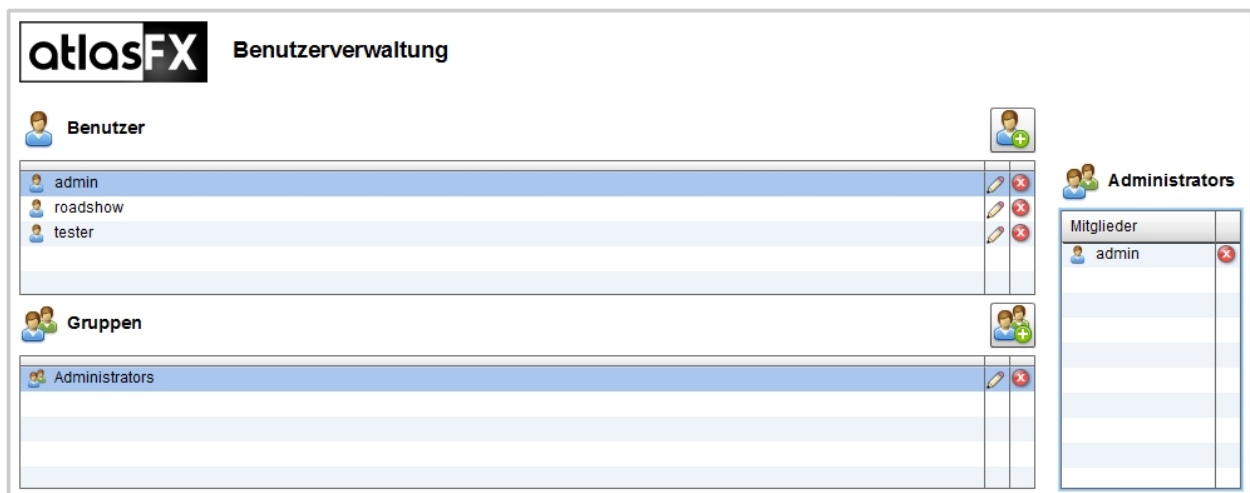 atlasFX
Benutzerverwaltung
Benutzer
admin
roadshow
tester
Gruppen
Administrators
Administrators
Mitglieder
admin